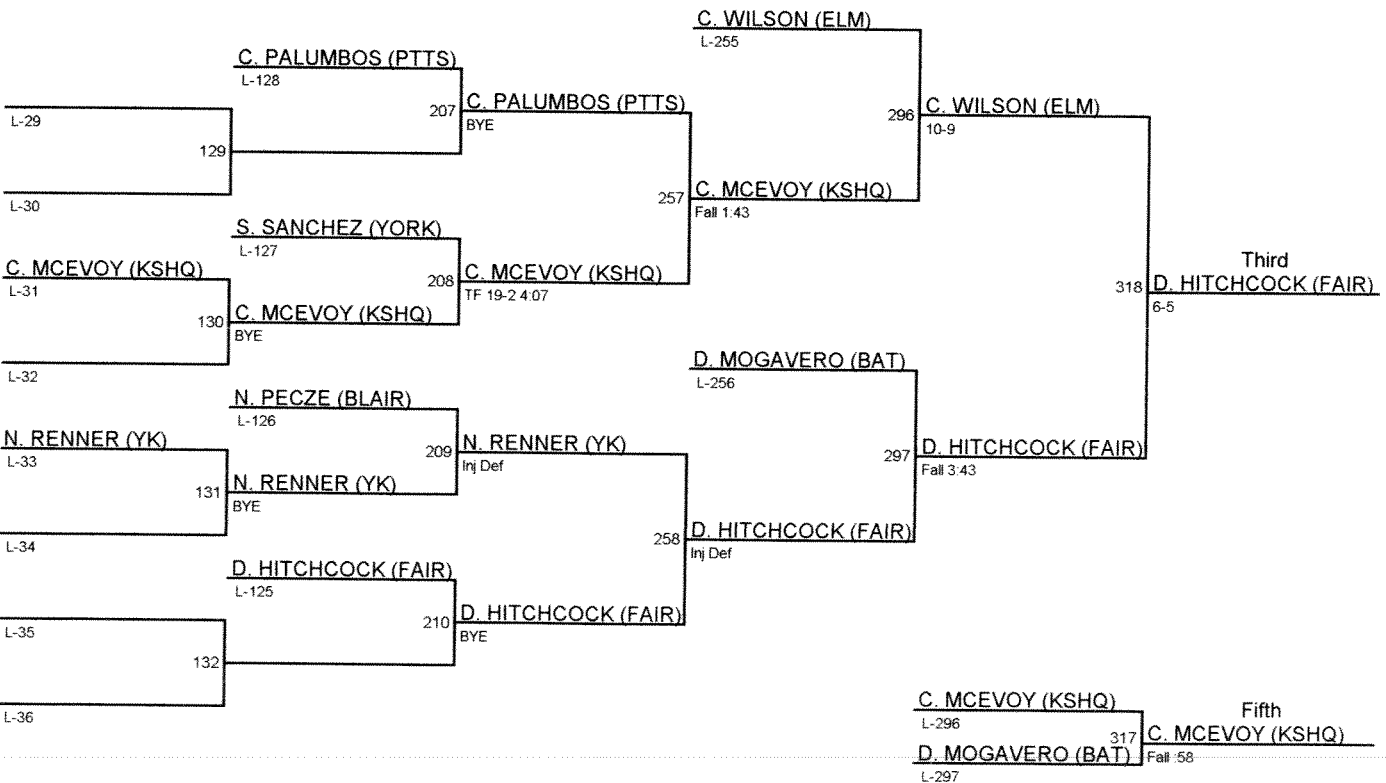 C. WILSON (ELM)
L-255
C. PALUMBOS (PTTS)
L-128
207 C. PALUMBOS (PTTS)
BYE
296 C. WILSON (ELM)
10-9
L-29
129
L-30
257 C. MCEVOY (KSHQ)
Fall 1:43
S. SANCHEZ (YORK)
L-127
C. MCEVOY (KSHQ)
L-31
208 C. MCEVOY (KSHQ)
TF 19-2 4:07
Third
318 D. HITCHCOCK (FAIR)
6-5
130 C. MCEVOY (KSHQ)
BYE
L-32
D. MOGAVERO (BAT)
L-256
N. PECZE (BLAIR)
L-126
N. RENNER (YK)
L-33
209 N. RENNER (YK)
Inj Def
297 D. HITCHCOCK (FAIR)
Fall 3:43
131 N. RENNER (YK)
BYE
L-34
258 D. HITCHCOCK (FAIR)
Inj Def
D. HITCHCOCK (FAIR)
L-125
210 D. HITCHCOCK (FAIR)
BYE
L-35
132
L-36
C. MCEVOY (KSHQ)
L-296
Fifth
317 C. MCEVOY (KSHQ)
Fall :58
D. MOGAVERO (BAT)
L-297